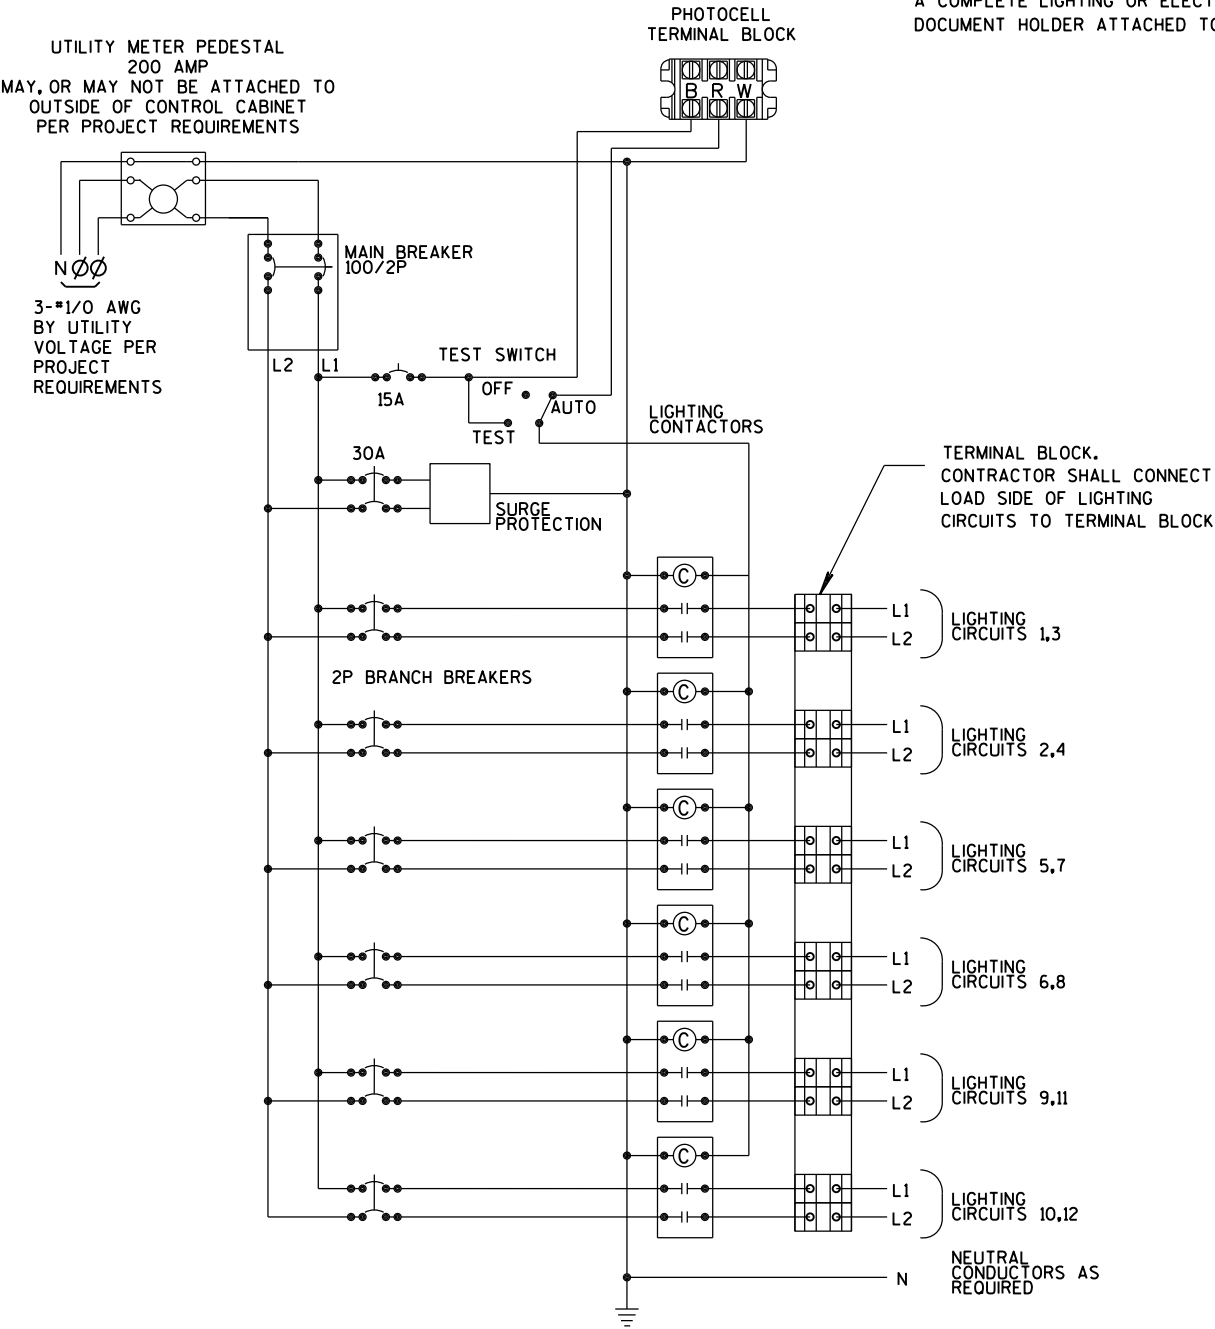 A COMPLETE LIGHTING OR ELECT
DOCUMENT HOLDER ATTACHED TO
PHOTOCELL
TERMINAL BLOCK
UTILITY METER PEDESTAL
200 AMP
MAY, OR MAY NOT BE ATTACHED TO
OUTSIDE OF CONTROL CABINET
PER PROJECT REQUIREMENTS
B R W
MAIN BREAKER
100/2P
N ØØ
3-#1/0 AWG
BY UTILITY
VOLTAGE PER
PROJECT
REQUIREMENTS
L2 L1
TEST SWITCH
15A
OFF
AUTO
TEST
LIGHTING
CONTACTORS
30A
SURGE
PROTECTION
TERMINAL BLOCK.
CONTRACTOR SHALL CONNECT
LOAD SIDE OF LIGHTING
CIRCUITS TO TERMINAL BLOCK
C
L1
L2
LIGHTING
CIRCUITS 1,3
2P BRANCH BREAKERS
C
L1
L2
LIGHTING
CIRCUITS 2,4
C
L1
L2
LIGHTING
CIRCUITS 5,7
C
L1
L2
LIGHTING
CIRCUITS 6,8
C
L1
L2
LIGHTING
CIRCUITS 9,11
C
L1
L2
LIGHTING
CIRCUITS 10,12
N
NEUTRAL
CONDUCTORS AS
REQUIRED